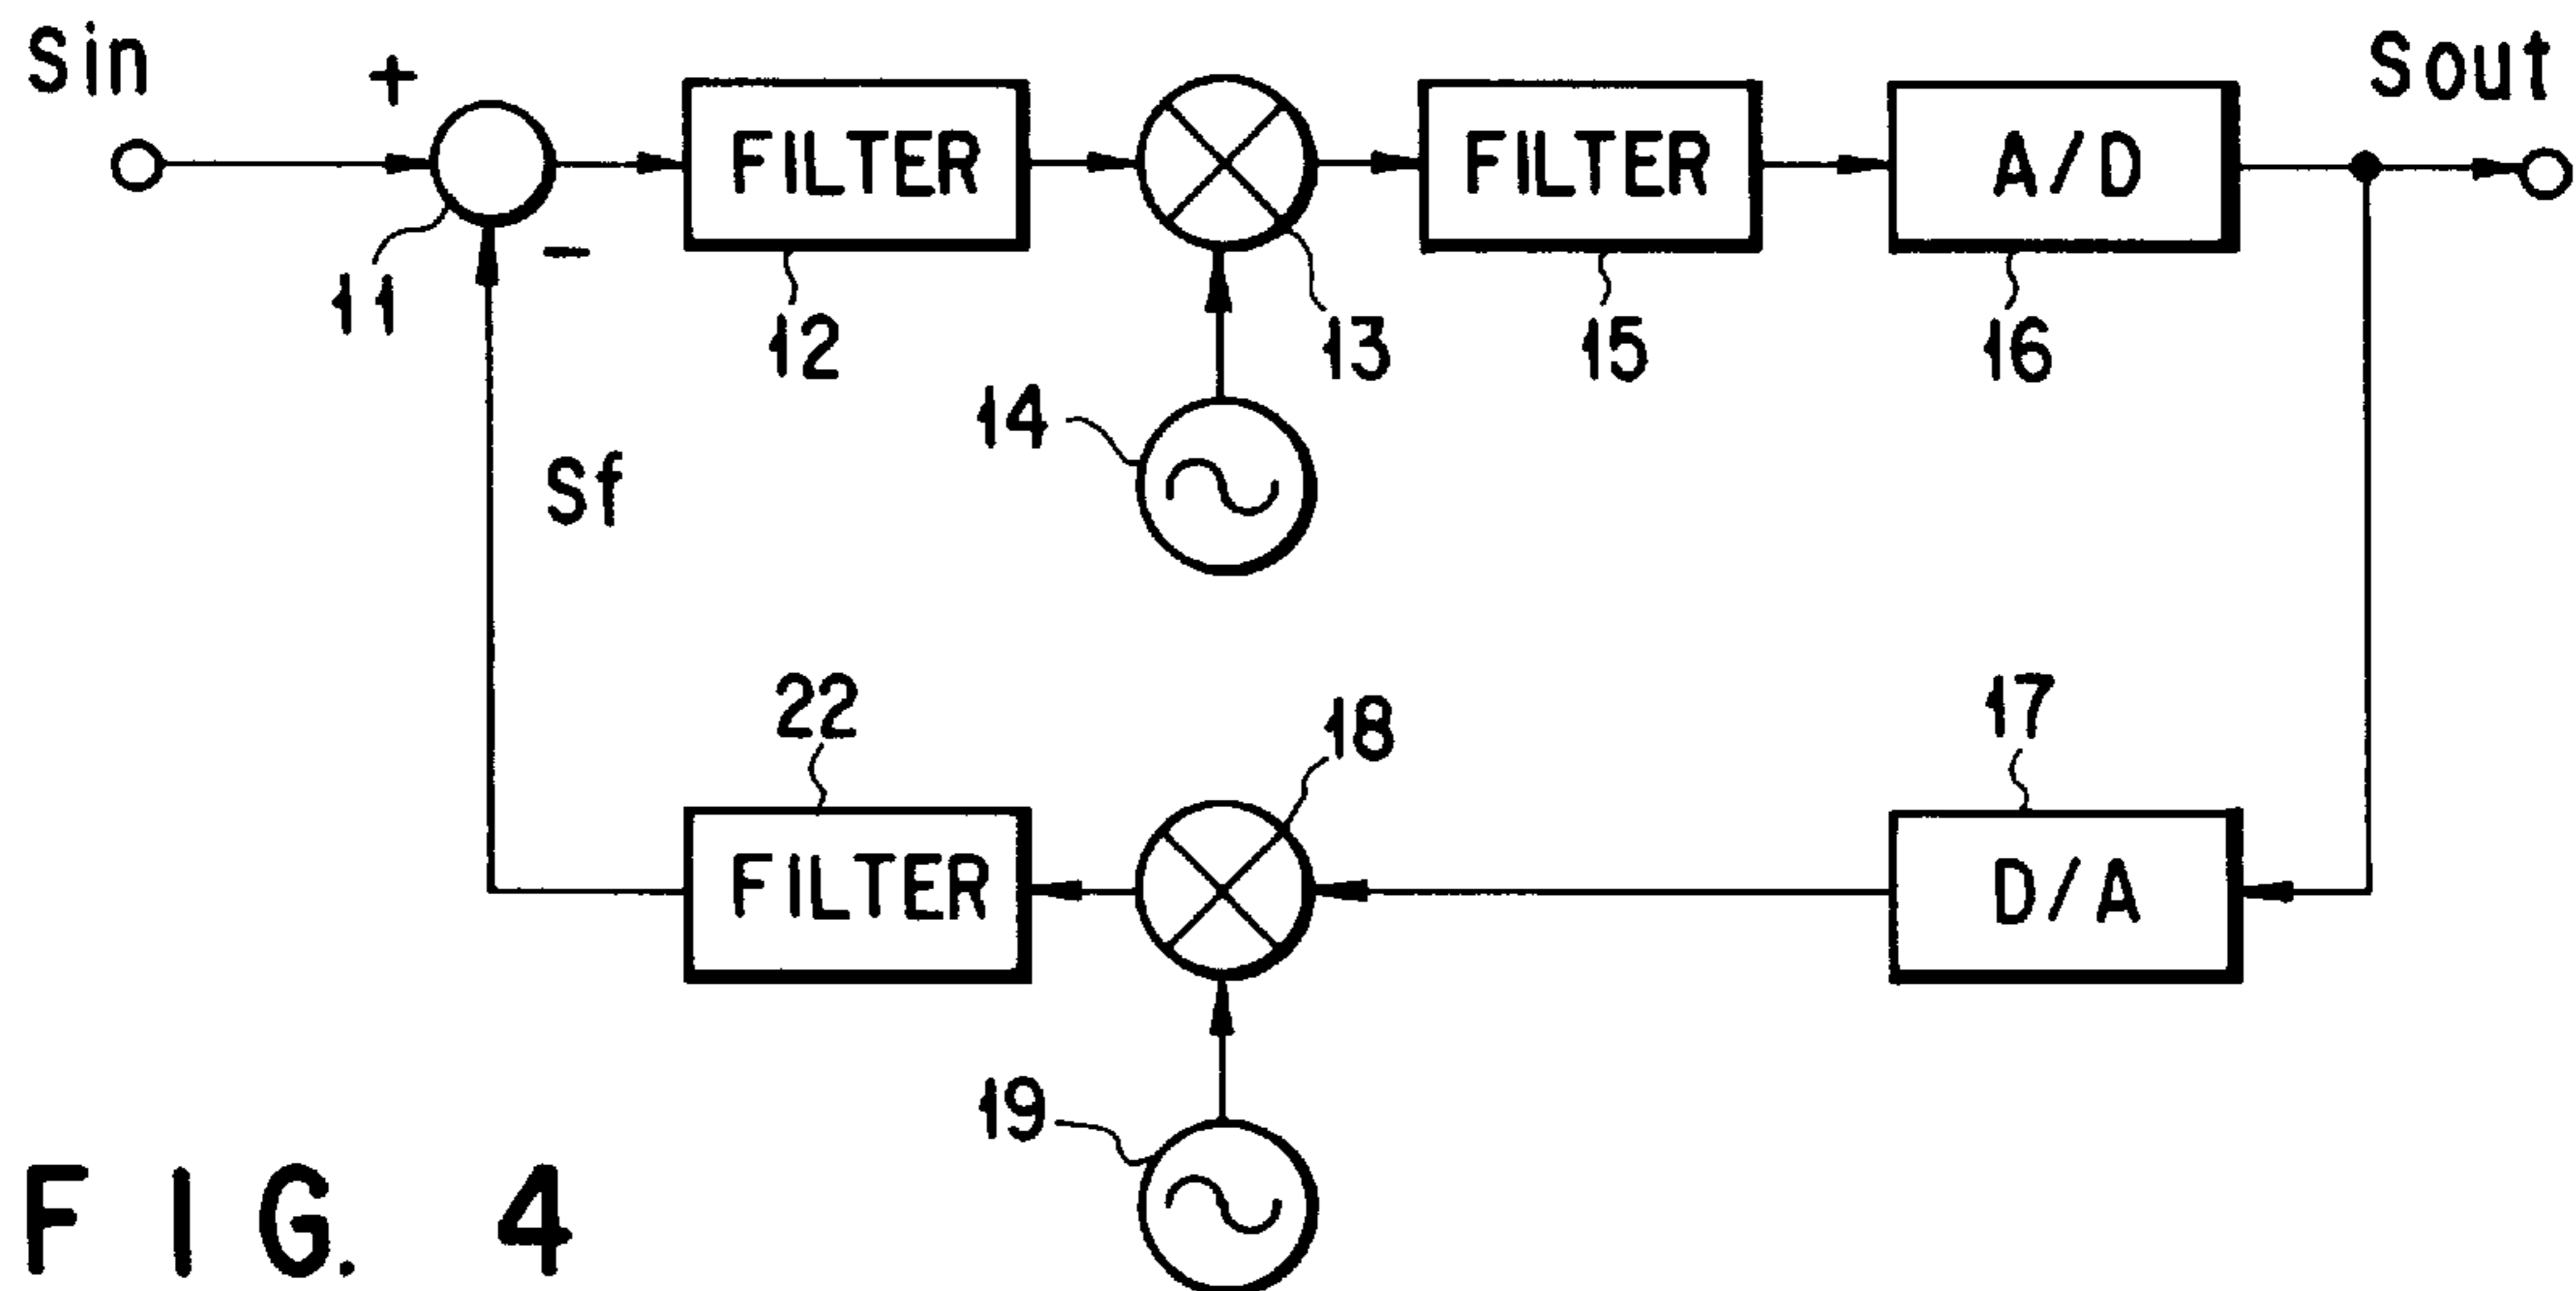 Sin
+
FILTER
FILTER
A/D
Sout
11
-
12
13
15
16
14
Sf
22
18
17
FILTER
D/A
19
FIG. 4